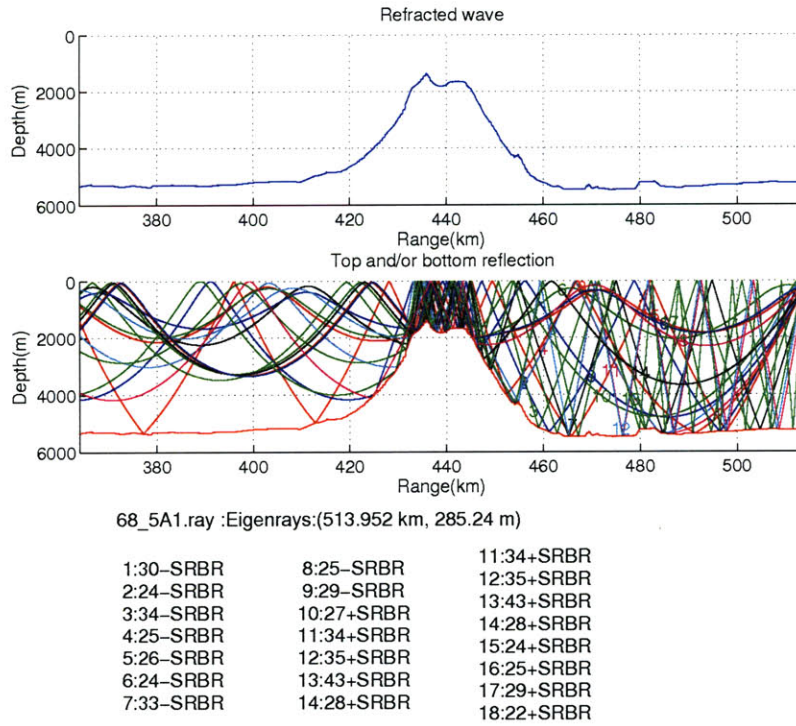 Refracted wave
0
2000
4000
6000
Depth(m)
380 400 420 440 460 480 500
Range(km)
Top and/or bottom reflection
0
2000
4000
6000
Depth(m)
380 400 420 440 460 480 500
Range(km)
68_5A1.ray :Eigenrays:(513.952 km, 285.24 m)
1:30−SRBR
2:24−SRBR
3:34−SRBR
4:25−SRBR
5:26−SRBR
6:24−SRBR
7:33−SRBR
8:25−SRBR
9:29−SRBR
10:27+SRBR
11:34+SRBR
12:35+SRBR
13:43+SRBR
14:28+SRBR
11:34+SRBR
12:35+SRBR
13:43+SRBR
14:28+SRBR
15:24+SRBR
16:25+SRBR
17:29+SRBR
18:22+SRBR